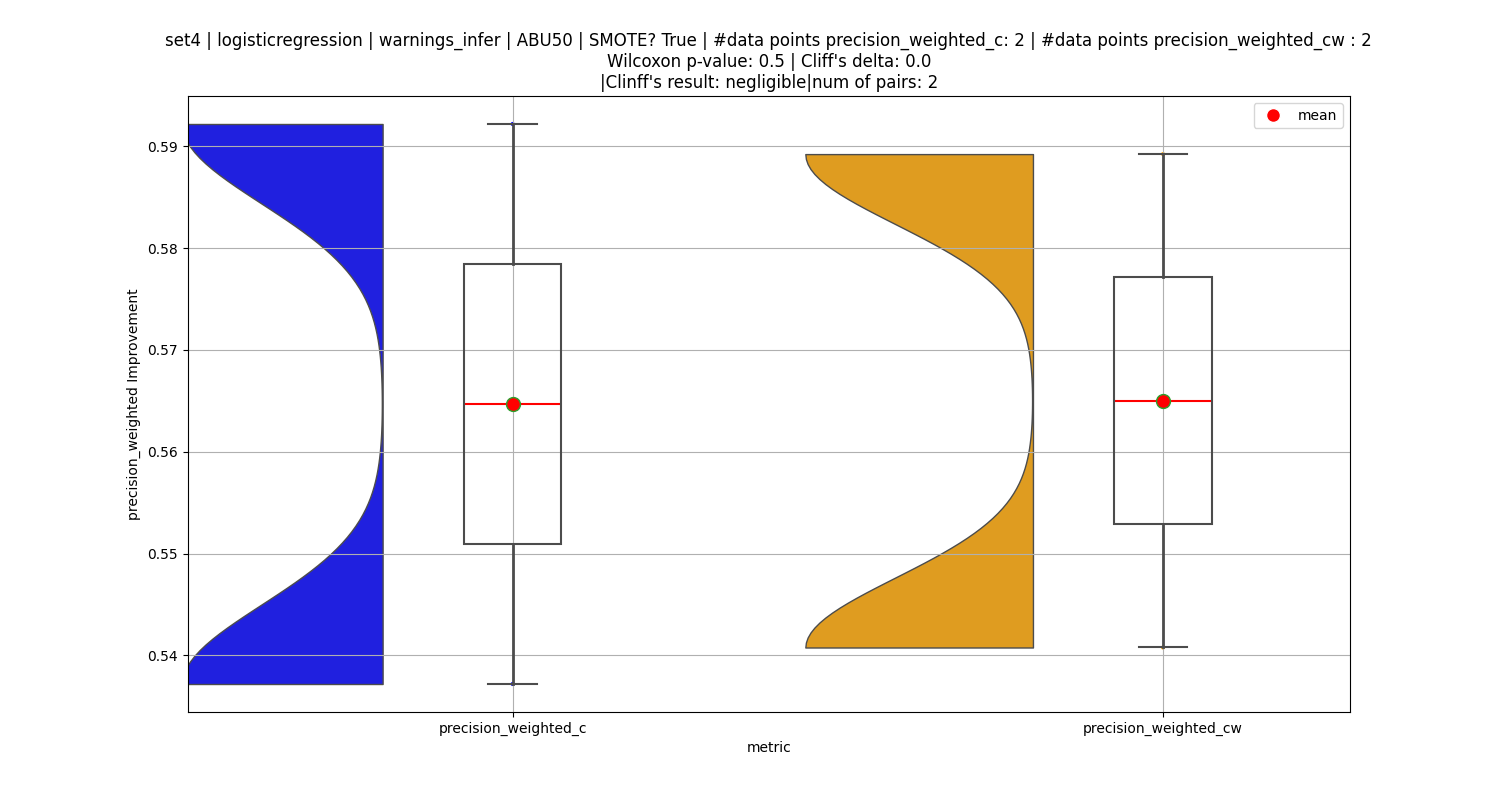 set4 | logisticregression | warnings_infer | ABU50 | SMOTE? True | #data points precision_weighted_c: 2 | #data points precision_weighted_cw : 2
Wilcoxon p-value: 0.5 | Cliff's delta: 0.0
|Clinff's result: negligible|num of pairs: 2
mean
0.59
0.58
0.57
0.56
0.55
0.54
precision_weighted Improvement
precision_weighted_c
precision_weighted_cw
metric